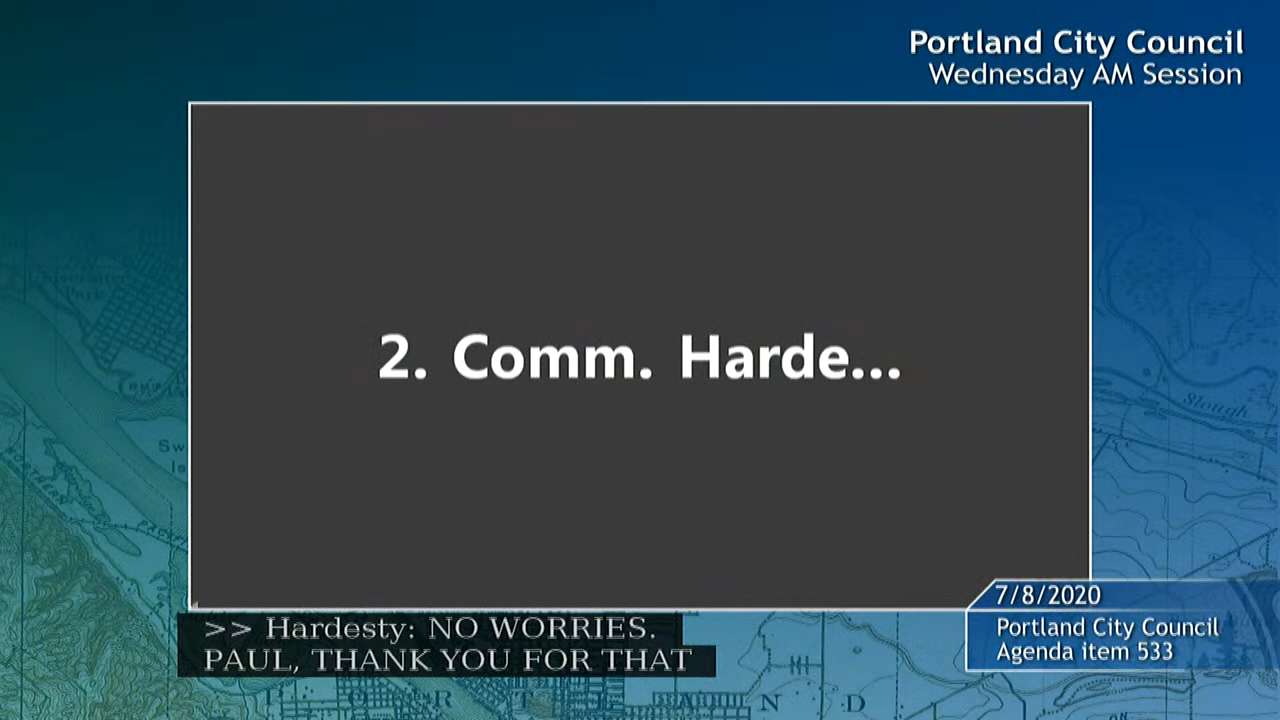 Portland City Council
Wednesday AM Session
2. Comm. Harde...
Slough
>> Hardesty: NO WORRIES.
PAUL, THANK YOU FOR THAT
7/8/2020
Portland City Council
Agenda item 533